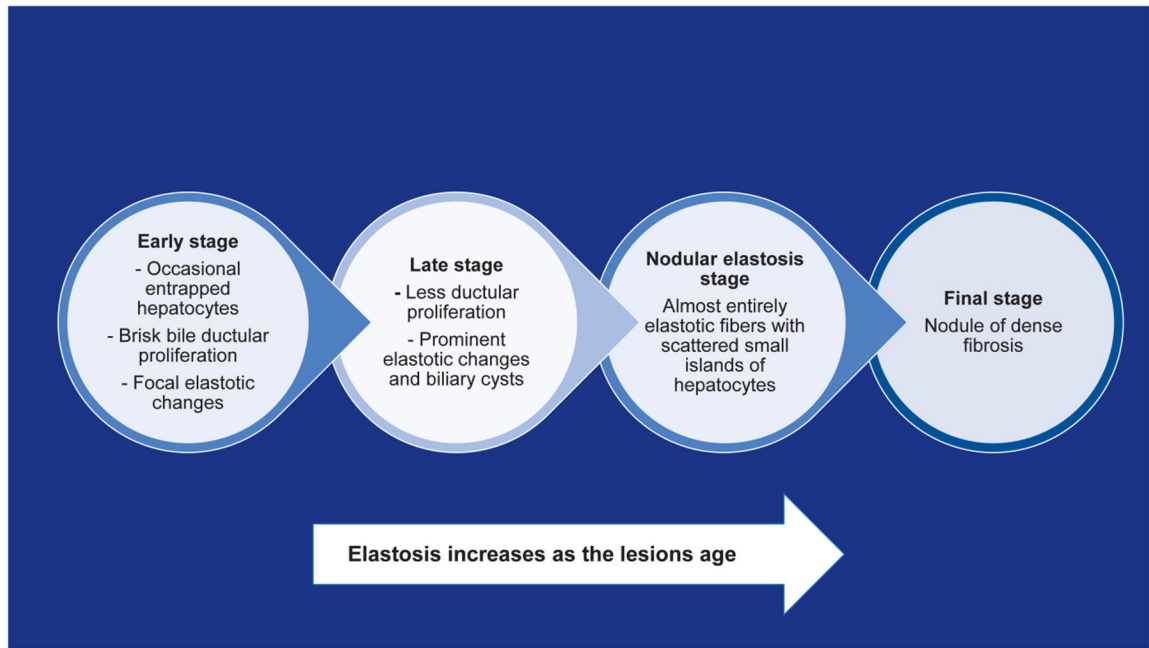 Early stage
- Occasional
entrapped
hepatocytes
- Brisk bile ductular
proliferation
- Focal elastotic
changes
Late stage
- Less ductular
proliferation
- Prominent
elastotic changes
and biliary cysts
Nodular elastosis
stage
Almost entirely
elastotic fibers with
scattered small
islands of
hepatocytes
Final stage
Nodule of dense
fibrosis
Elastosis increases as the lesions age